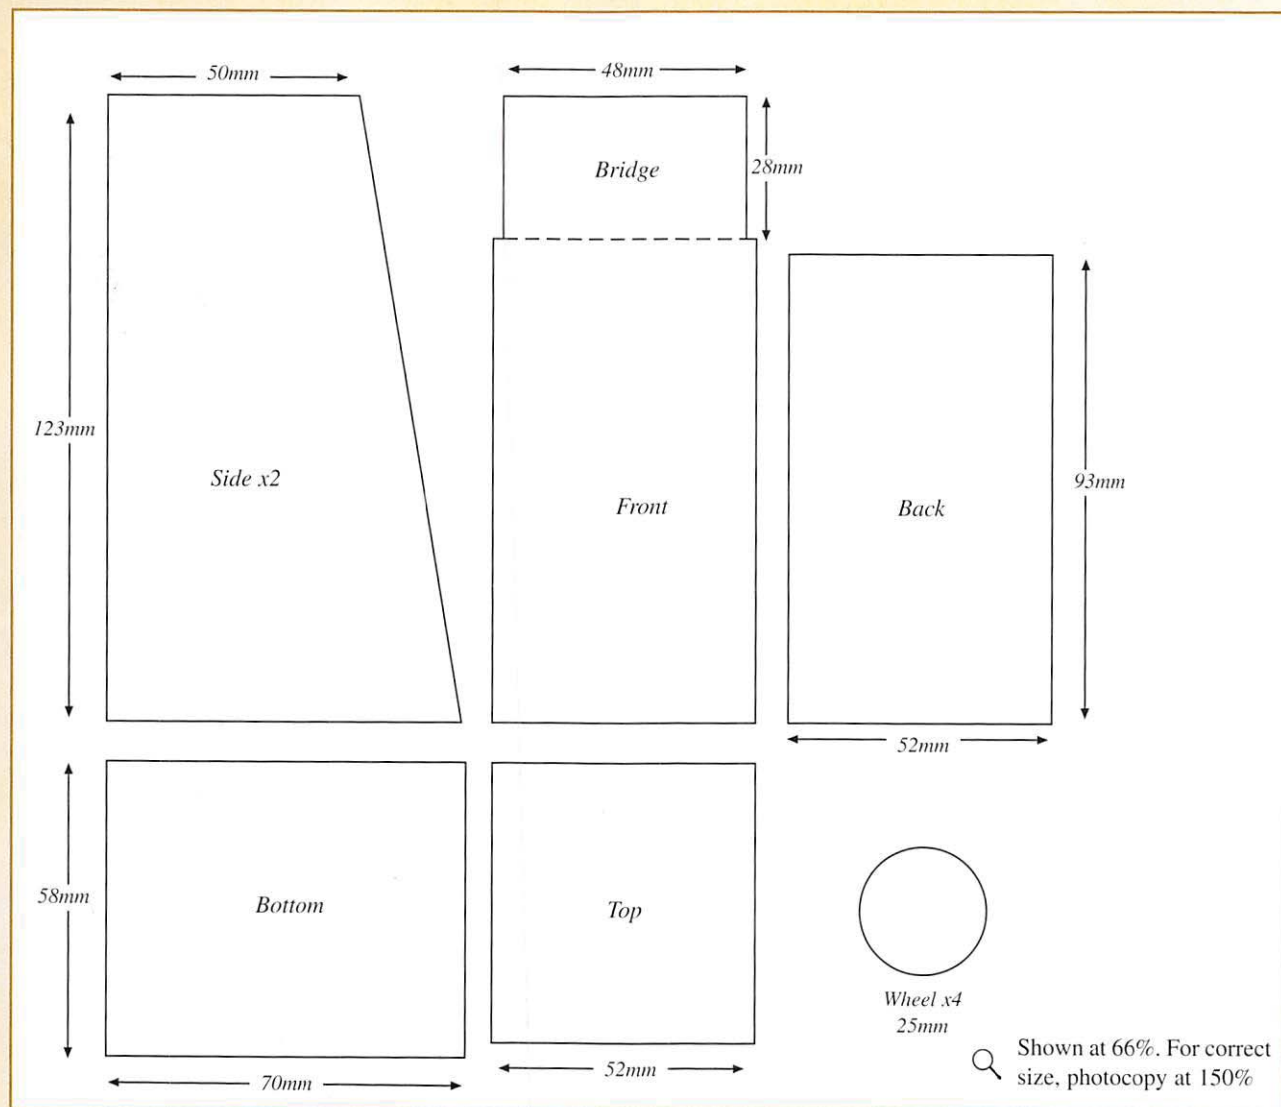 50mm
48mm
Bridge
28mm
123mm
Side x2
Front
Back
93mm
52mm
58mm
Bottom
Top
Wheel x4
25mm
70mm
52mm
Shown at 66%. For correct
size, photocopy at 150%